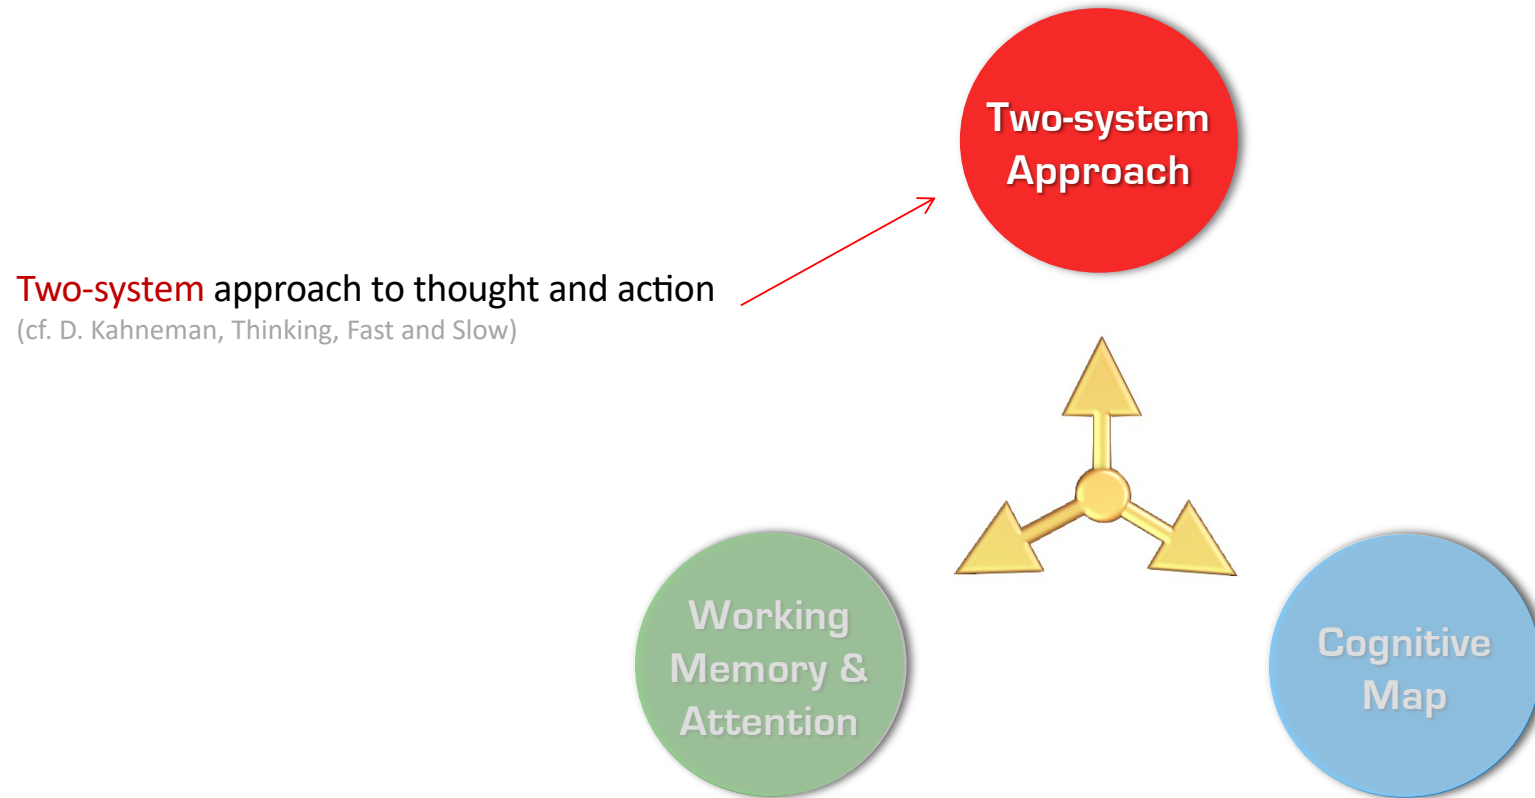 Two-system
Approach
Two-system approach to thought and action
(cf. D. Kahneman, Thinking, Fast and Slow)
Working
Memory &
Attention
Cognitive
Map